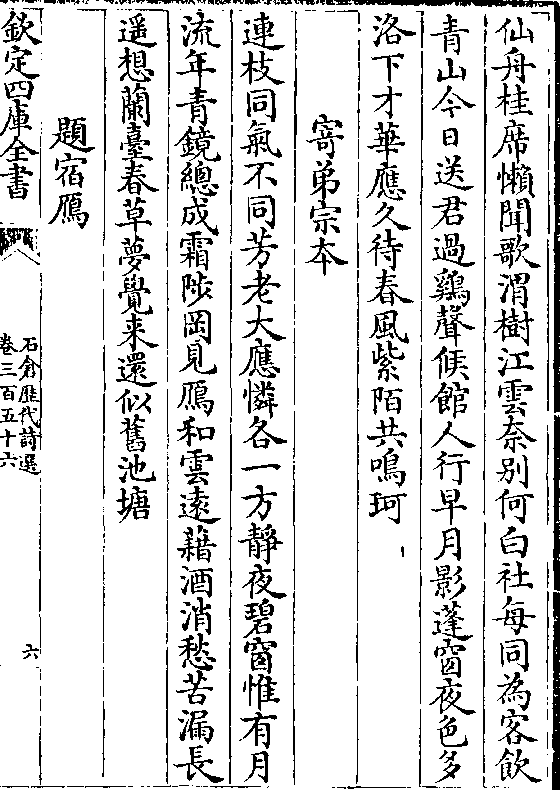 仙舟桂席懶聞歌渭樹江雲奈别何白社每同為客飲
青山今日送君過鷄聲候館人行早月影蓬窗夜色多
洛下才華應久待春風紫陌共鳴珂
寄弟宗本
連枝同氣不同芳老大應憐各一方靜夜碧窗惟有月
流年青鏡總成霜陟岡見鴈和雲遠藉酒消愁苦漏長
遥想蘭臺春草夢覺来還似舊池塘
題宿鴈
欽定四庫全書
石倉歴代詩選
卷三百五十六
六